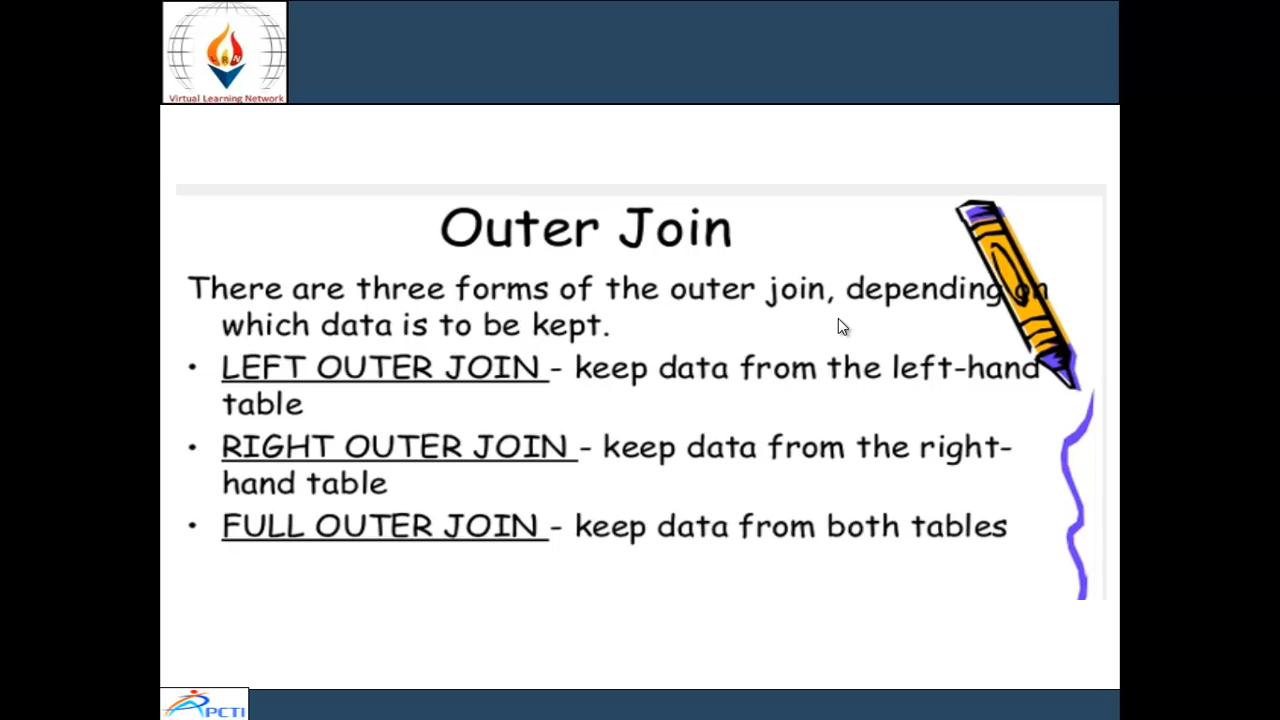 VLRN
Virtual Learning Network
Outer Join
There are three forms of the outer join, depending on
which data is to be kept.
• LEFT OUTER JOIN - keep data from the left-hand
table
• RIGHT OUTER JOIN - keep data from the right-
hand table
• FULL OUTER JOIN - keep data from both tables
PCTI